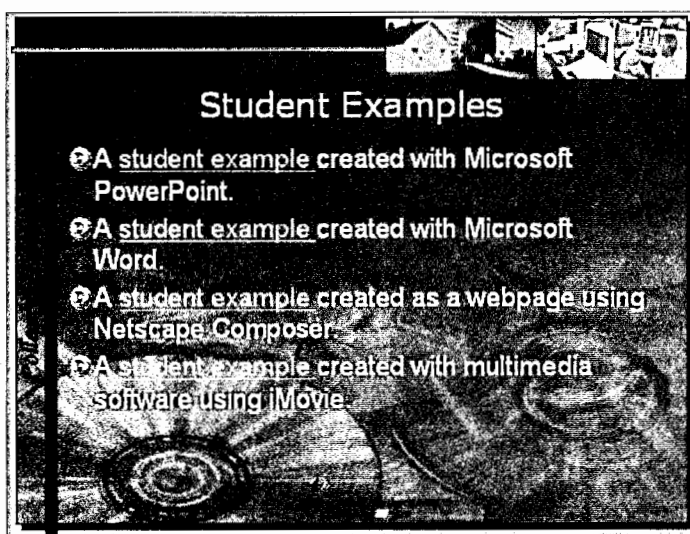 Student Examples
A student example created with Microsoft
PowerPoint.
A student example created with Microsoft
Word.
A student example created as a webpage using
Netscape Composer.
A student example created with multimedia
software using iMovie.